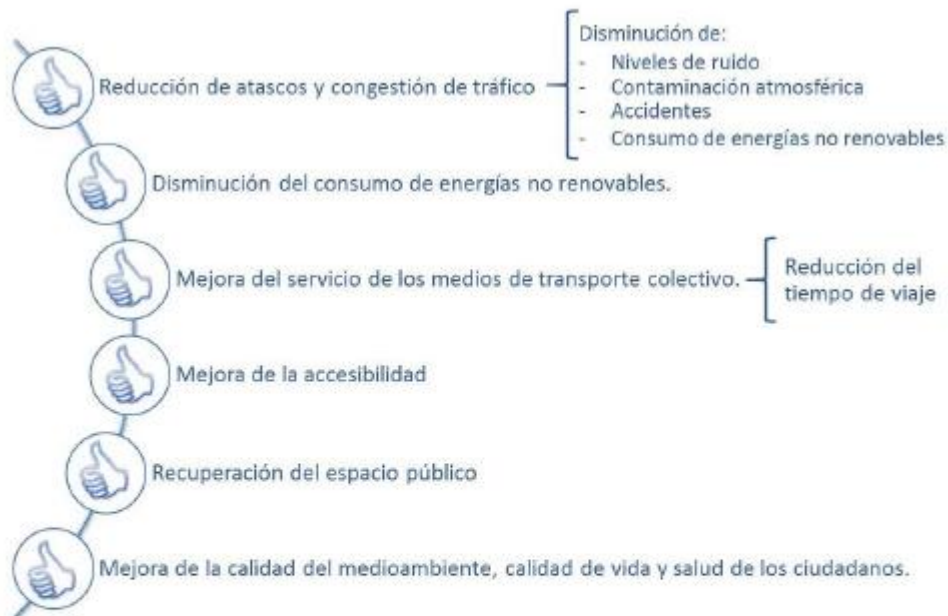 Disminución de:
- Niveles de ruido
Reducción de atascos y congestión de tráfico
- Contaminación atmosférica
- Accidentes
- Consumo de energías no renovables
Disminución del consumo de energías no renovables.
Mejora del servicio de los medios de transporte colectivo.
Reducción del
tiempo de viaje
Mejora de la accesibilidad
Recuperación del espacio público
Mejora de la calidad del medioambiente, calidad de vida y salud de los ciudadanos.